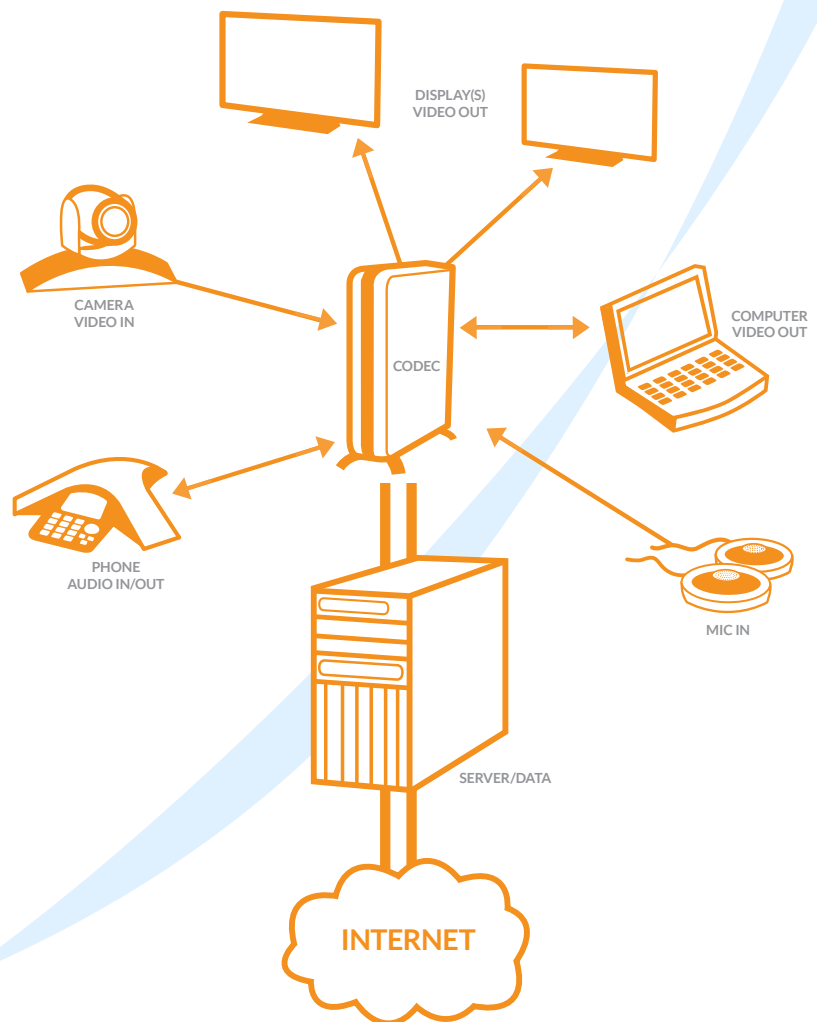 DISPLAY(S)
VIDEO OUT
CAMERA
VIDEO IN
COMPUTER
VIDEO OUT
CODEC
PHONE
AUDIO IN/OUT
MIC IN
SERVER/DATA
INTERNET